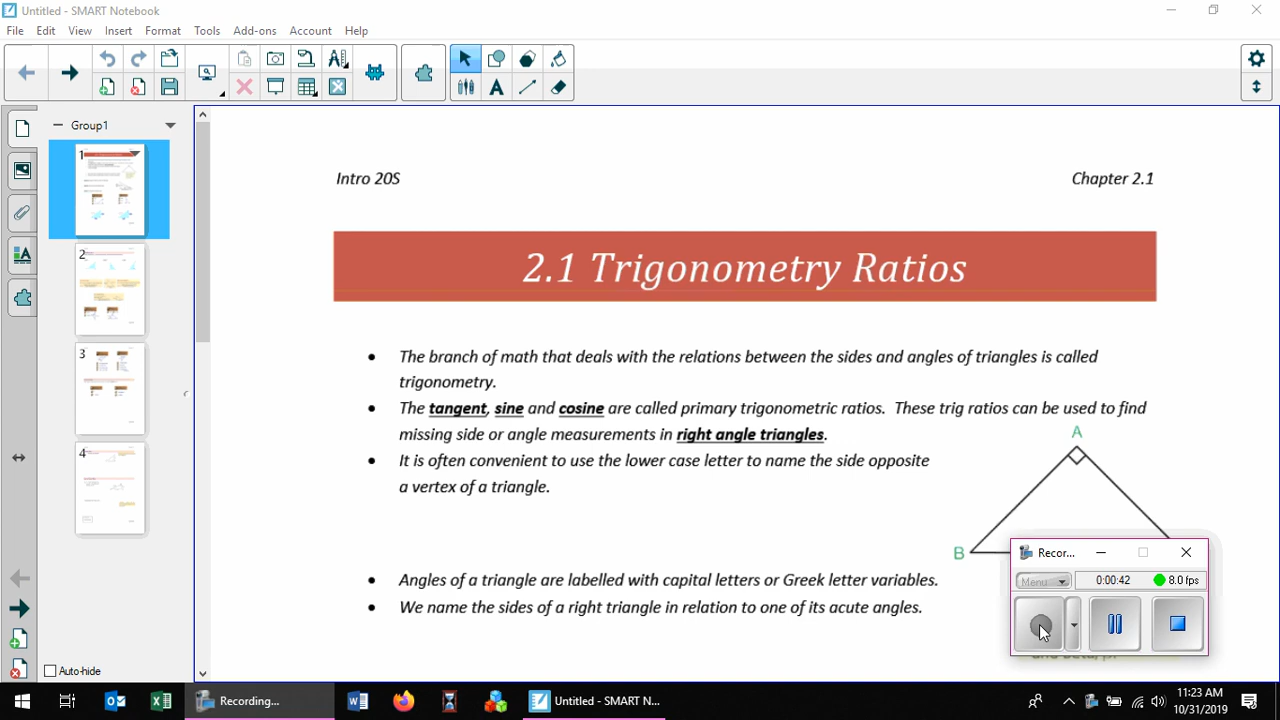 Untitled - SMART Notebook
File Edit View Insert Format Tools Add-ons Account Help
Group1
1
2
3
4
Auto-hide
Intro 20S Chapter 2.1
2.1 Trigonometry Ratios
The branch of math that deals with the relations between the sides and angles of triangles is called
trigonometry.
The tangent, sine and cosine are called primary trigonometric ratios. These trig ratios can be used to find
missing side or angle measurements in right angle triangles.
It is often convenient to use the lower case letter to name the side opposite
a vertex of a triangle.
A
B
Angles of a triangle are labelled with capital letters or Greek letter variables.
We name the sides of a right triangle in relation to one of its acute angles.
Recor...
Menu 0:00:42 8.0 fps
Recording... Untitled - SMART N...
11:23 AM
10/31/2019